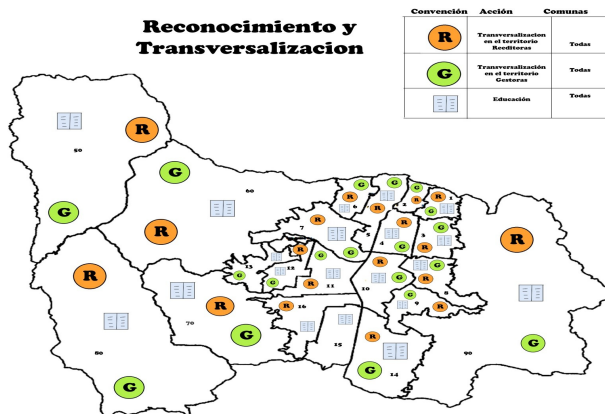 Reconocimiento y
Transversalizacion
Convención Acción Comunas
R Transversalizacion
en el territorio
Reeditoras Todas
G Transversalización
en el territorio
Gestoras Todas
Educación Todas
50
R
G
G
60
R
R
80
G
70
R
G
G
R
6
G
R
7
G
2
R
R
1
G
R
7
5
R
4
G
G
3
R
G
12
R
G
G
11
R
R
10
G
G
R
8
G
9
R
R
16
15
R
G
14
R
90
G